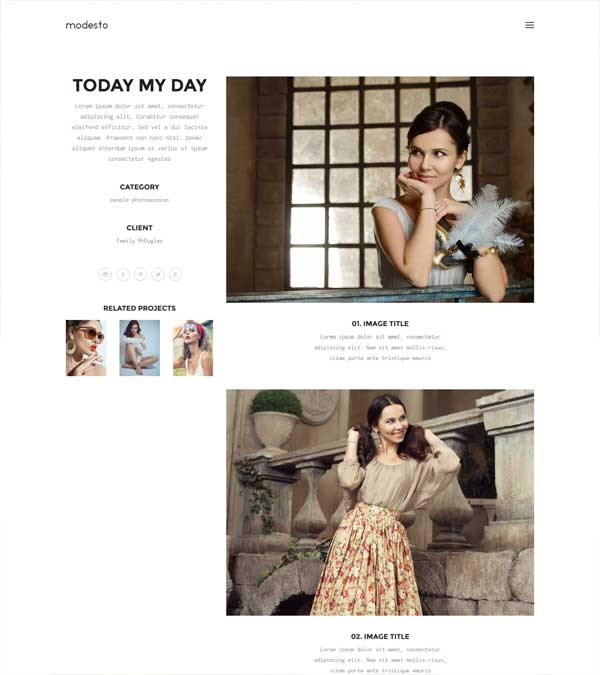 modesto
TODAY MY DAY
Lorem ipsum dolor sit amet, consectetur
adipiscing elit. Curabitur consequat
eleifend efficitur. Sed vel a dui lacinia
aliquam. Praesent non nunc nisl. Donec
aliquet interdum ipsum ut varius ut ipsum
consectetur egestas
CATEGORY
people photosession
CLIENT
Family McDuglas
RELATED PROJECTS
01. IMAGE TITLE
Lorem ipsum dolor sit amet, consectetur
adipiscing elit. Nam sit amet mollis risus,
vitae porta ante tristique mauris
02. IMAGE TITLE
Lorem ipsum dolor sit amet, consectetur
adipiscing elit. Nam sit amet mollis risus,
vitae porta ante tristique mauris